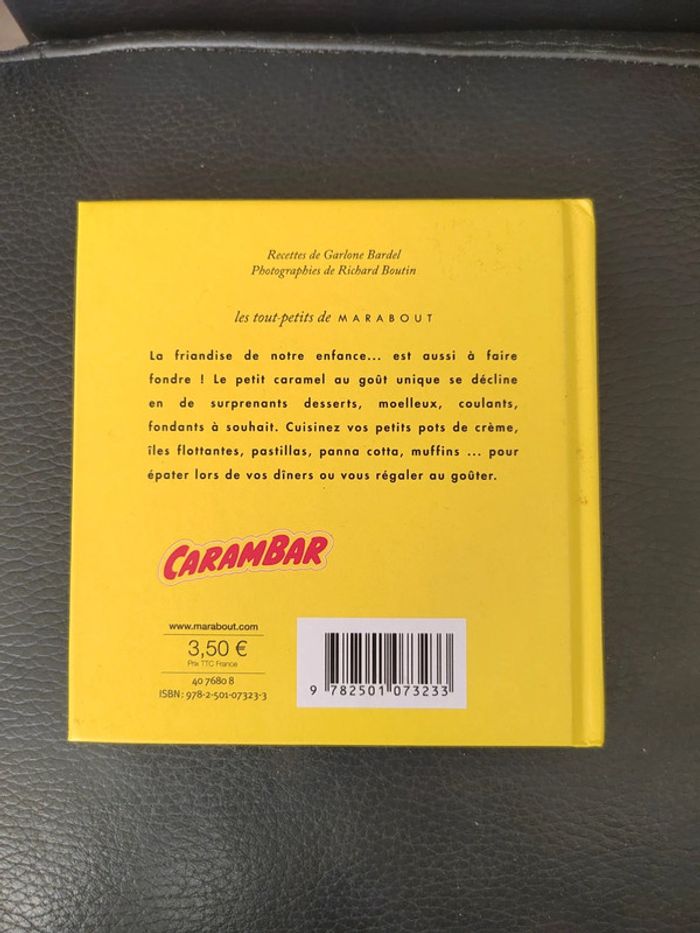 Recettes de Garlone Bardel
Photographies de Richard Boutin
les tout-petits de MARABOUT
La friandise de notre enfance... est aussi à faire
fondre ! Le petit caramel au goût unique se décline
en de surprenants desserts, moelleux, coulants,
fondants à souhait. Cuisinez vos petits pots de crème,
îles flottantes, pastillas, panna cotta, muffins ... pour
épater lors de vos dîners ou vous régaler au goûter.
CARAMBAR
www.marabout.com
3,50 €
Prix TTC France
40 7680 8
ISBN : 978-2-501-07323-3
9 782501 073233